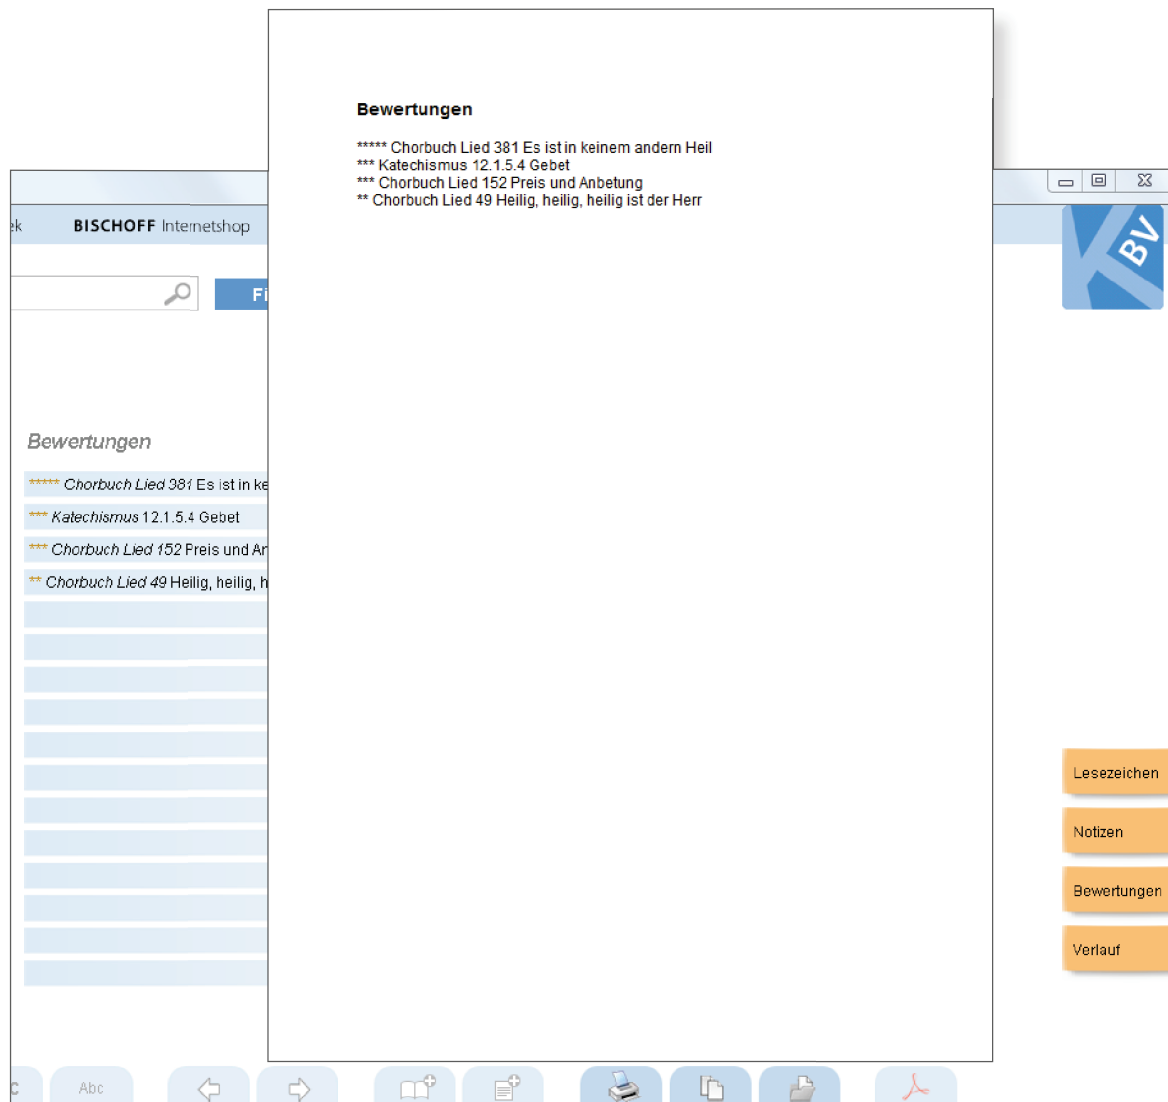 Bewertungen
***** Chorbuch Lied 381 Es ist in keinem andern Heil
*** Katechismus 12.1.5.4 Gebet
*** Chorbuch Lied 152 Preis und Anbetung
** Chorbuch Lied 49 Heilig, heilig, heilig ist der Herr
ek BISCHOFF Internetshop
BV
Fi
Bewertungen
***** Chorbuch Lied 381 Es ist in ke
*** Katechismus 12.1.5.4 Gebet
*** Chorbuch Lied 152 Preis und An
** Chorbuch Lied 49 Heilig, heilig, h
Lesezeichen
Notizen
Bewertungen
Verlauf
Abc